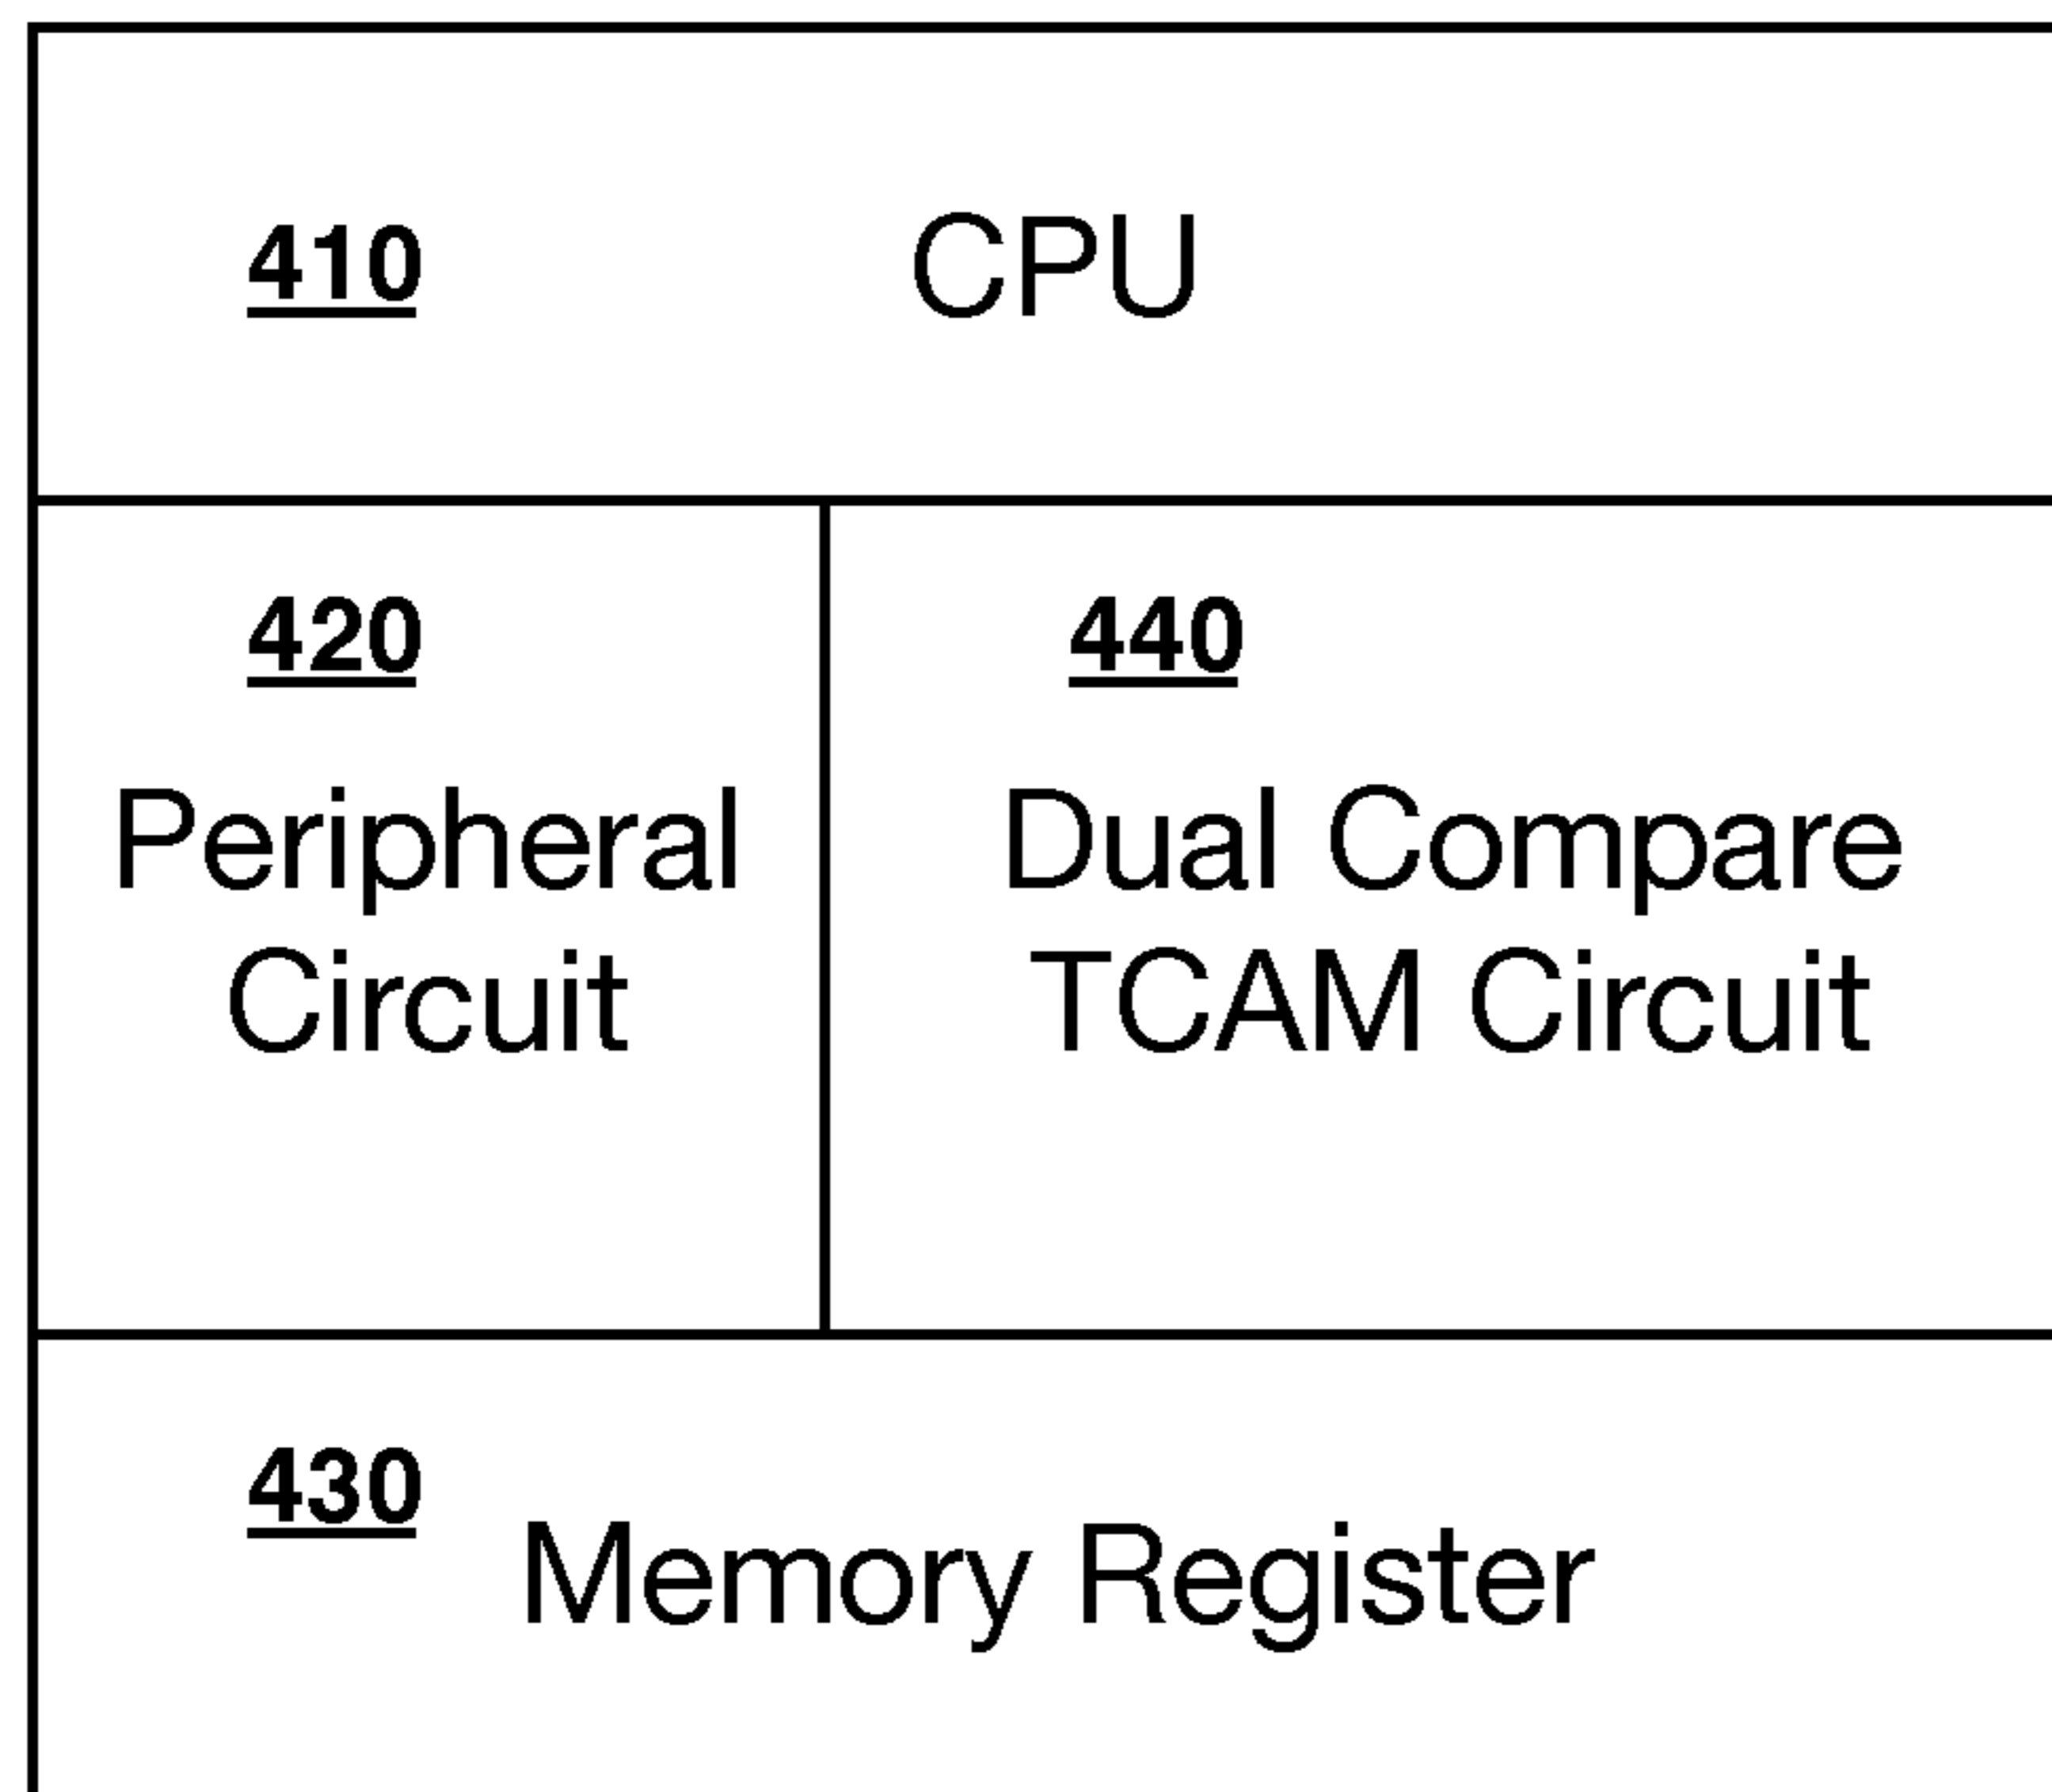 410 CPU
420
Peripheral
Circuit
440
Dual Compare
TCAM Circuit
430 Memory Register